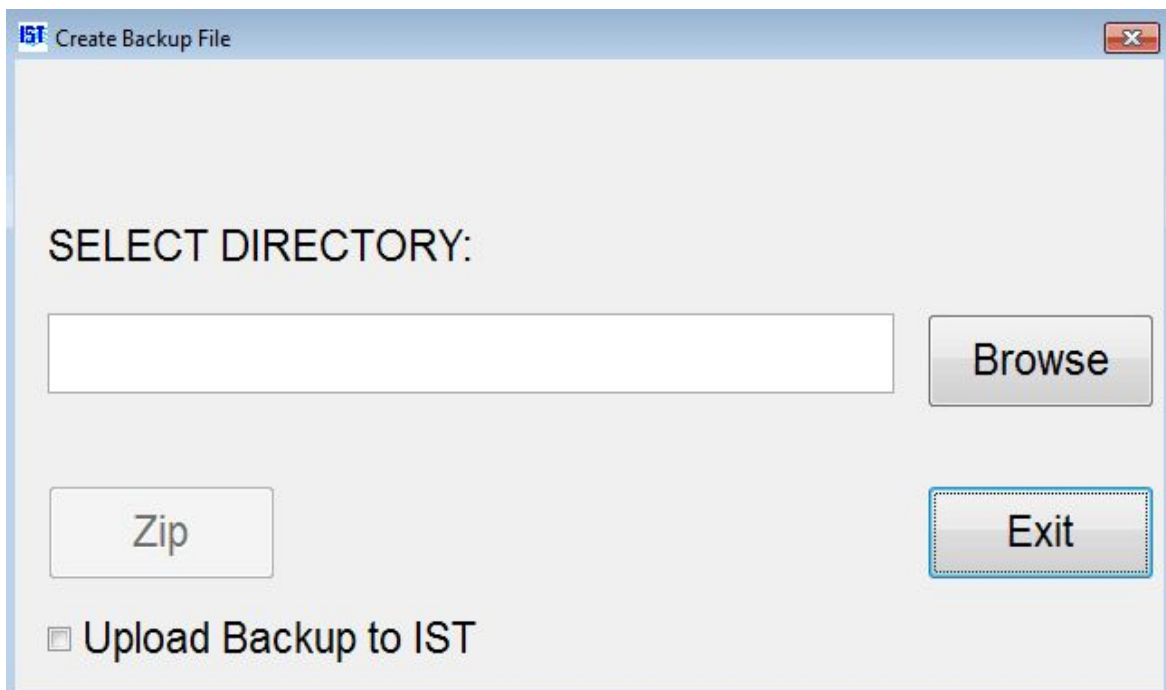 IST Create Backup File
SELECT DIRECTORY:
Browse
Zip
Exit
Upload Backup to IST